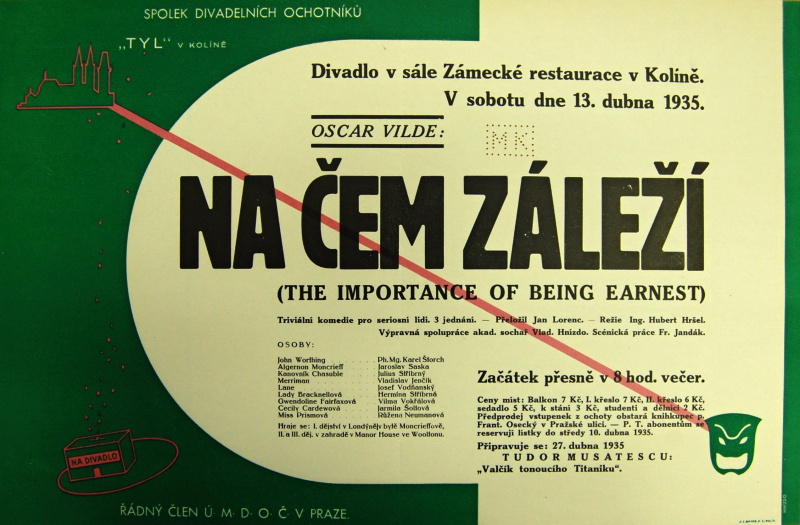 SPOLEK DIVADELNÍCH OCHOTNÍKŮ
„TYL“ V KOLÍNĚ
Divadlo v sále Zámecké restaurace v Kolíně.
V sobotu dne 13. dubna 1935.
OSCAR VILDE:
MK
NA ČEM ZÁLEŽÍ
(THE IMPORTANCE OF BEING EARNEST)
Triviální komedie pro seriosní lidi. 3 jednání. — Přeložil Jan Lorenc. — Režie Ing. Hubert Hršel.
Výpravná spolupráce akad. sochař Vlad. Hnízdo. Scénická práce Fr. Jandák.
OSOBY:
John Worthing Ph. Mg. Karel Štorch
Algernon Moncrieff Jaroslav Saska
Kanovník Chasuble Julius Stříbrný
Merriman Vladislav Jenčík
Lane Josef Vodňanský
Lady Bracknellová Hermína Stříbrná
Gwendoline Fairfaxová Vilma Vokřálová
Cecily Cardewová Jarmila Šollová
Miss Prismová Růžena Neumanová
Hraje se: I. dějství v Londýně v bytě Moncrieffově,
II. a III. děj. v zahradě v Manor House ve Wooltonu.
Začátek přesně v 8 hod. večer.
Ceny míst: Balkon 7 Kč, I. křeslo 7 Kč, II. křeslo 6 Kč,
sedadlo 5 Kč, k stání 3 Kč, studenti a dělníci 2 Kč.
Předprodej vstupenek z ochoty obstará knihkupec p.
Frant. Osecký v Pražské ulici. — P. T. abonentům se
reservují lístky do středy 10. dubna 1935.
Připravuje se: 27. dubna 1935
TUDOR MUSATESCU:
„Valčík tonoucího Titaniku“.
NA DIVADLO
ŘÁDNÝ ČLEN Ú· M· D· O· Č· V PRAZE.